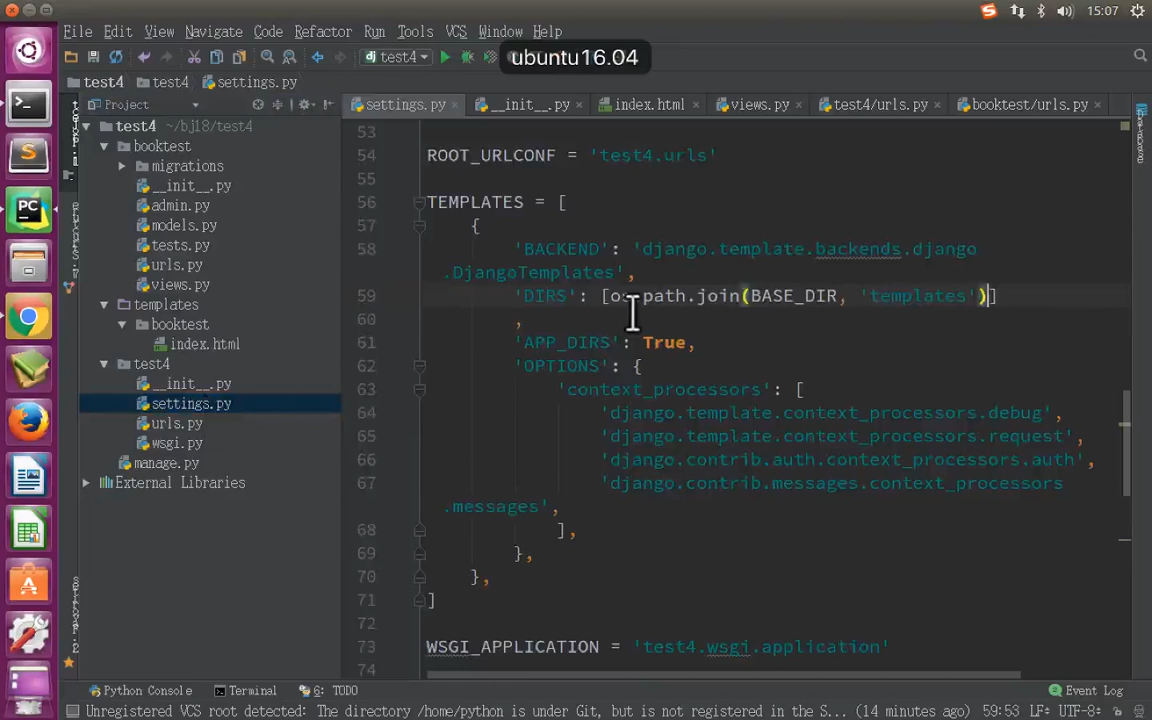 15:07
File Edit View Navigate Code Refactor Run Tools VCS Window Help
ubuntu16.04
dj test4
test4 test4 settings.py
Project
settings.py × __init__.py × index.html × views.py × test4/urls.py × booktest/urls.py ×
test4 ~/bj18/test4
booktest
migrations
__init__.py
admin.py
models.py
tests.py
urls.py
views.py
templates
booktest
index.html
test4
__init__.py
settings.py
urls.py
wsgi.py
manage.py
External Libraries
53
54 ROOT_URLCONF = 'test4.urls'
55
56 TEMPLATES = [
57 {
58 'BACKEND': 'django.template.backends.django
.DjangoTemplates',
59 'DIRS': [os.path.join(BASE_DIR, 'templates')]
60 ,
61 'APP_DIRS': True,
62 'OPTIONS': {
63 'context_processors': [
64 'django.template.context_processors.debug',
65 'django.template.context_processors.request',
66 'django.contrib.auth.context_processors.auth',
67 'django.contrib.messages.context_processors
.messages',
68 ],
69 },
70 },
71 ]
72
73 WSGI_APPLICATION = 'test4.wsgi.application'
74
Python Console Terminal 6: TODO Event Log
Unregistered VCS root detected: The directory /home/python is under Git, but is not registered in the S... (14 minutes ago) 59:53 LF÷ UTF-8÷